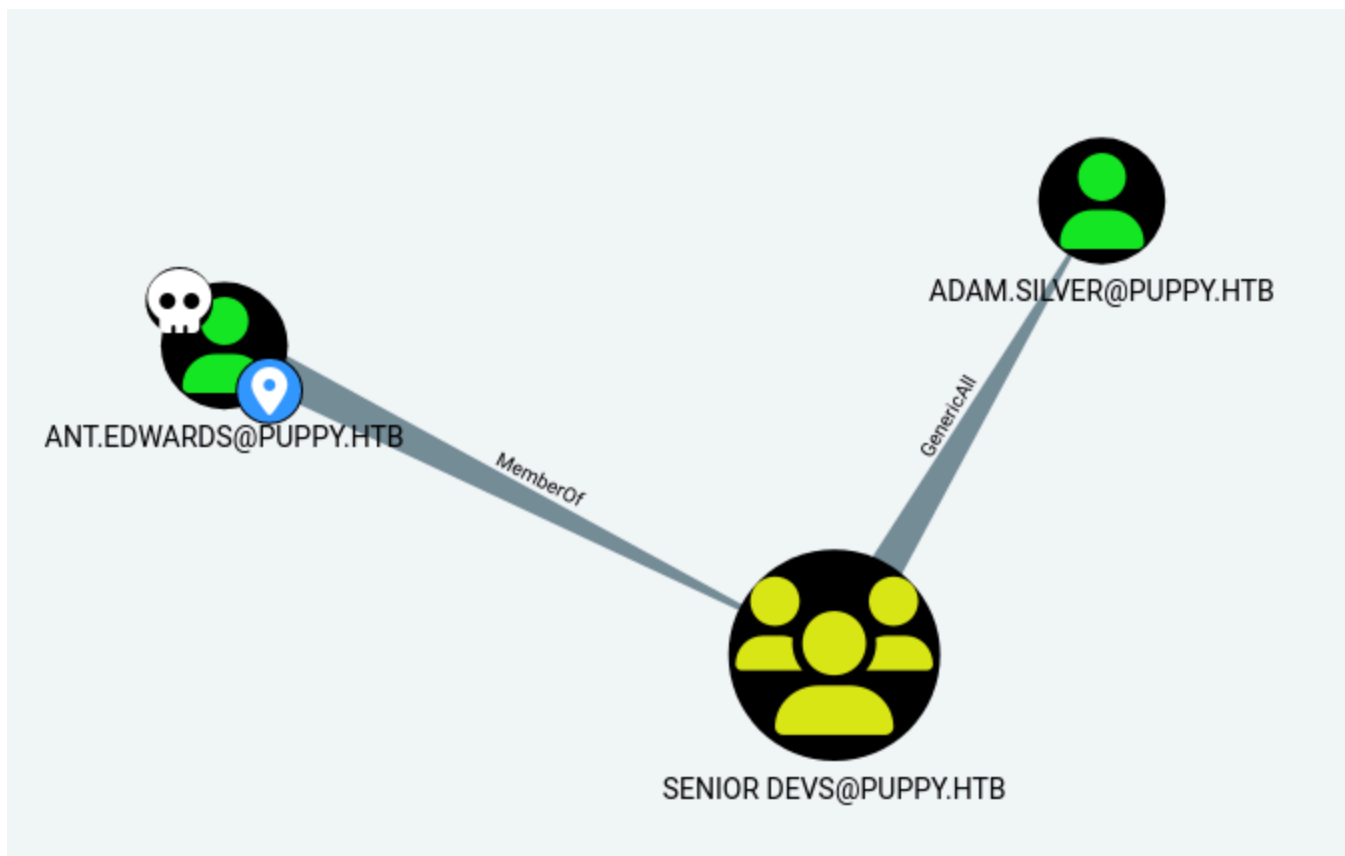 ADAM.SILVER@PUPPY.HTB
GenericAll
ANT.EDWARDS@PUPPY.HTB
MemberOf
SENIOR DEVS@PUPPY.HTB